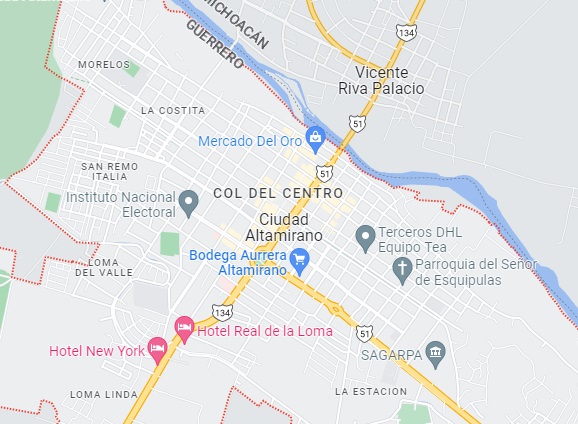 MICHOACÁN
GUERRERO
134
MORELOS
Vicente
Riva Palacio
LA COSTITA
51
Mercado Del Oro
SAN REMO
ITALIA
51
COL DEL CENTRO
Instituto Nacional
Electoral
Ciudad
Altamirano
Terceros DHL
Equipo Tea
Bodega Aurrera
Altamirano
Parroquia del Señor
de Esquipulas
LOMA
DEL VALLE
134
Hotel Real de la Loma
51
Hotel New York
SAGARPA
LOMA LINDA
LA ESTACION